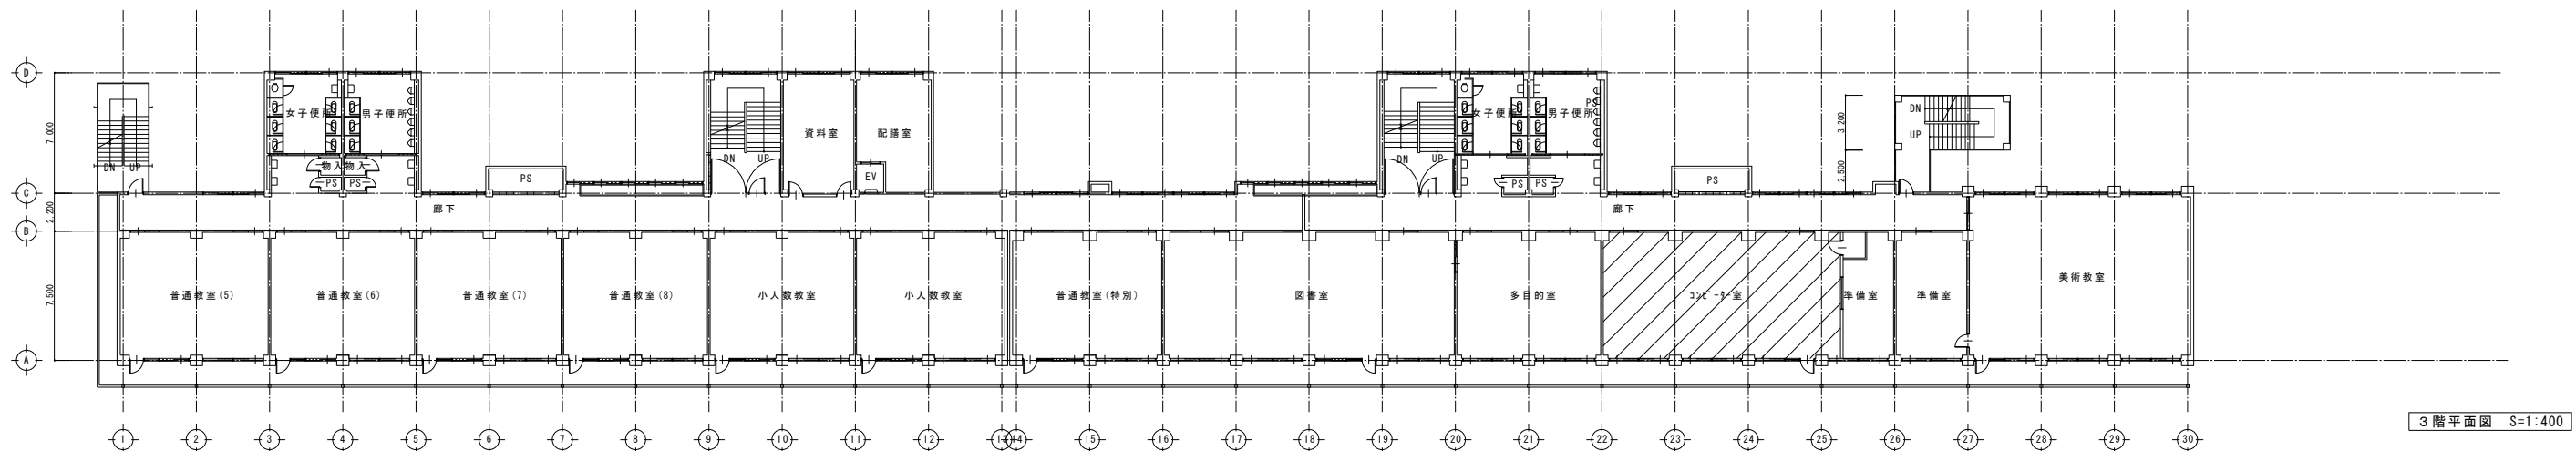 D
C
B
A
7.000
2.200
7.500
3.200
2.500
DN UP
女子便所
男子便所
物入
物入
PS
PS
PS
DN UP
資料室
配膳室
EV
DN UP
女子便所
男子便所
PS
PS
PS
PS
DN
UP
廊下
廊下
普通教室(5)
普通教室(6)
普通教室(7)
普通教室(8)
小人数教室
小人数教室
普通教室(特別)
図書室
多目的室
コンピーター室
準備室
準備室
美術教室
1
2
3
4
5
6
7
8
9
10
11
12
13
14
15
16
17
18
19
20
21
22
23
24
25
26
27
28
29
30
3階平面図 S=1:400